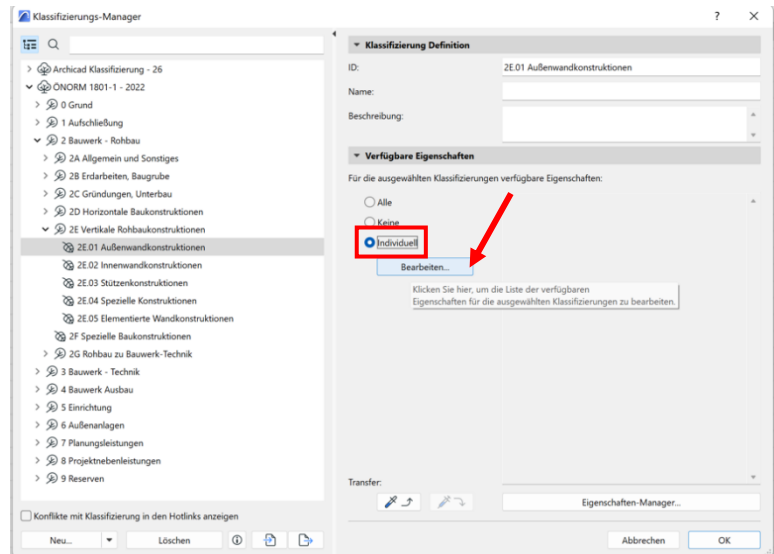 Klassifizierungs-Manager
?
Archicad Klassifizierung - 26
ÖNORM 1801-1 - 2022
0 Grund
1 Aufschließung
2 Bauwerk - Rohbau
2A Allgemein und Sonstiges
2B Erdarbeiten, Baugrube
2C Gründungen, Unterbau
2D Horizontale Baukonstruktionen
2E Vertikale Rohbaukonstruktionen
2E.01 Außenwandkonstruktionen
2E.02 Innenwandkonstruktionen
2E.03 Stützenkonstruktionen
2E.04 Spezielle Konstruktionen
2E.05 Elementierte Wandkonstruktionen
2F Spezielle Baukonstruktionen
2G Rohbau zu Bauwerk-Technik
3 Bauwerk - Technik
4 Bauwerk Ausbau
5 Einrichtung
6 Außenanlagen
7 Planungsleistungen
8 Projektnebenleistungen
9 Reserven
Konflikte mit Klassifizierung in den Hotlinks anzeigen
Neu...
Löschen
Klassifizierung Definition
ID:
2E.01 Außenwandkonstruktionen
Name:
Beschreibung:
Verfügbare Eigenschaften
Für die ausgewählten Klassifizierungen verfügbare Eigenschaften:
Alle
Keine
Individuell
Bearbeiten...
Klicken Sie hier, um die Liste der verfügbaren
Eigenschaften für die ausgewählten Klassifizierungen zu bearbeiten.
Transfer:
Eigenschaften-Manager...
Abbrechen
OK